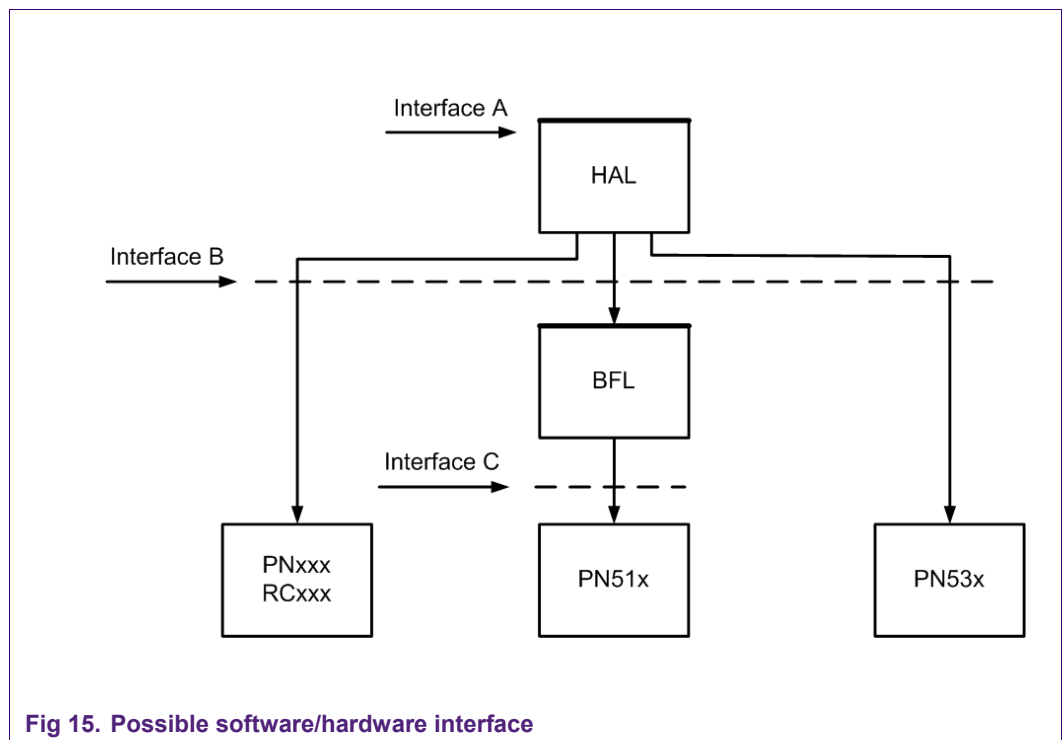 Interface A
HAL
Interface B
BFL
Interface C
PNxxx
RCxxx
PN51x
PN53x
Fig 15. Possible software/hardware interface